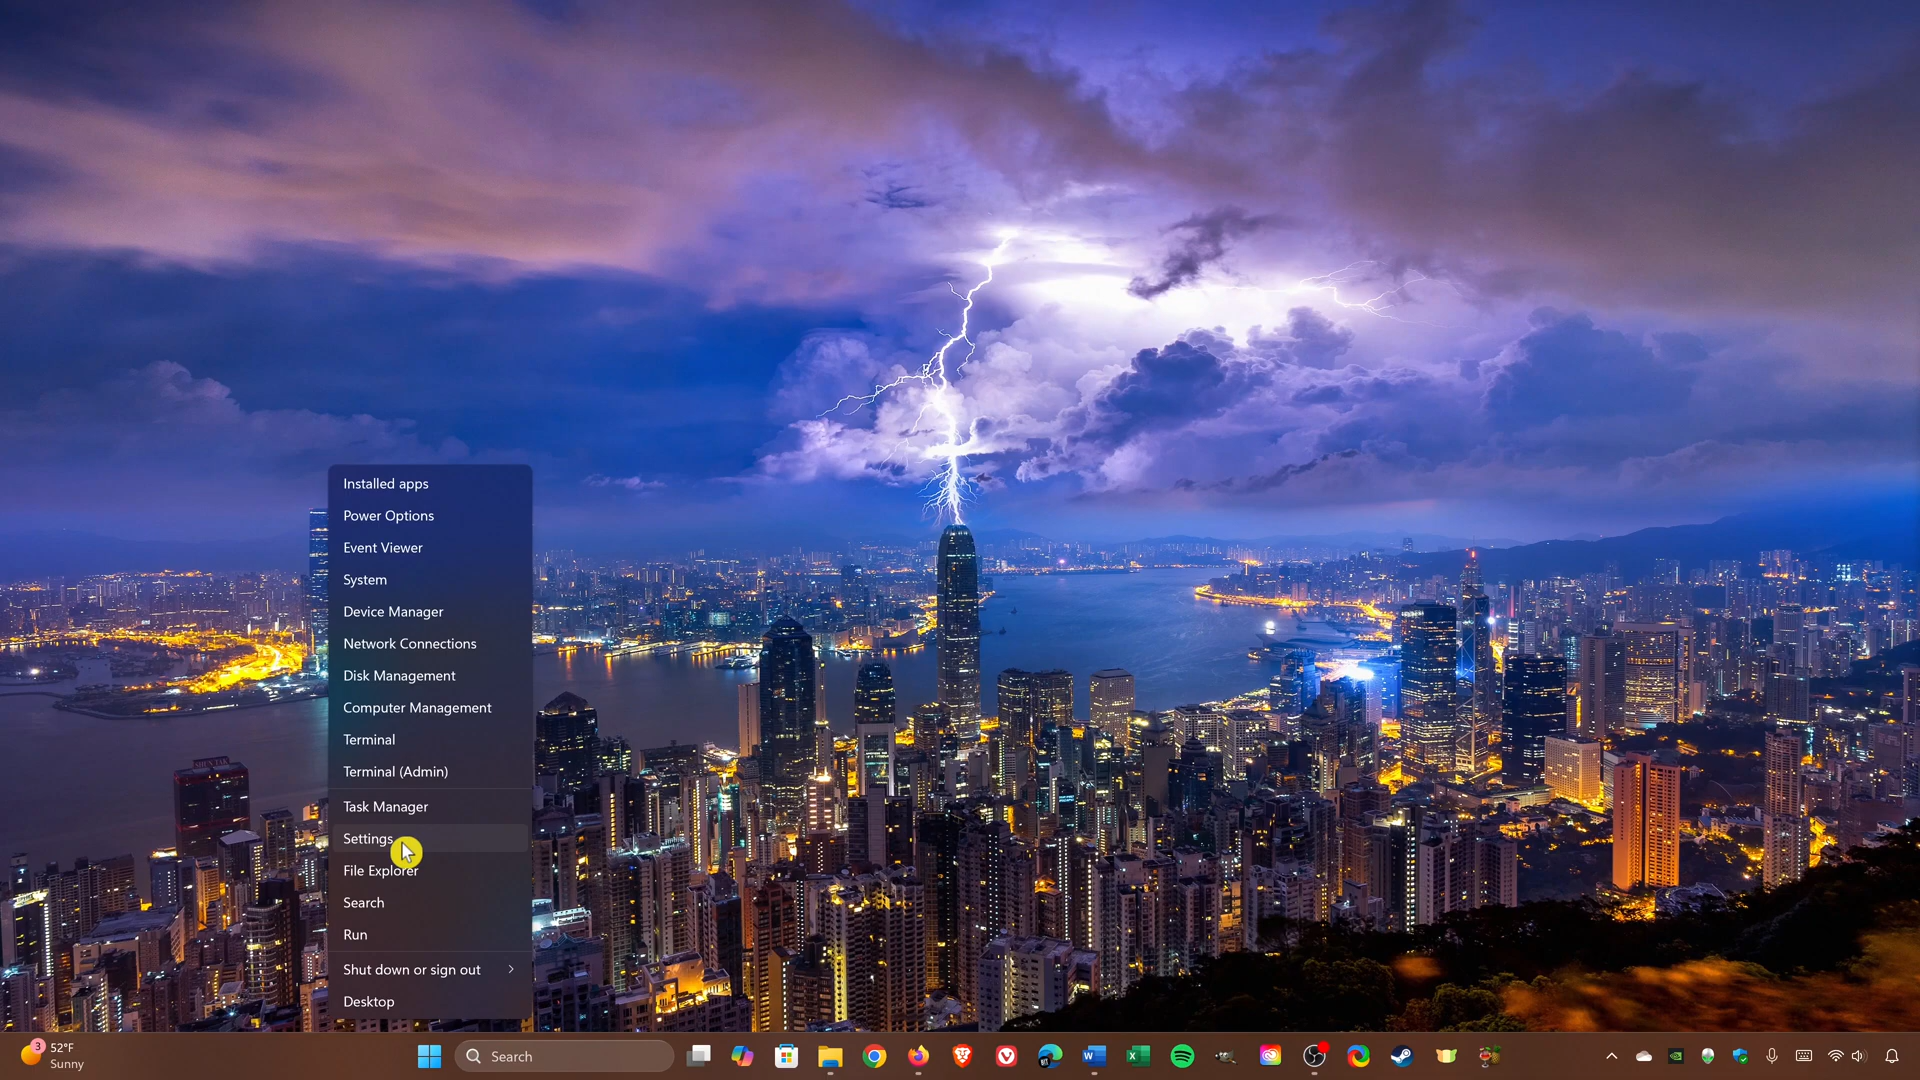 Installed apps
Power Options
Event Viewer
System
Device Manager
Network Connections
Disk Management
Computer Management
Terminal
Terminal (Admin)
Task Manager
Settings
File Explorer
Search
Run
Shut down or sign out
Desktop
3
52°F
Sunny
Search